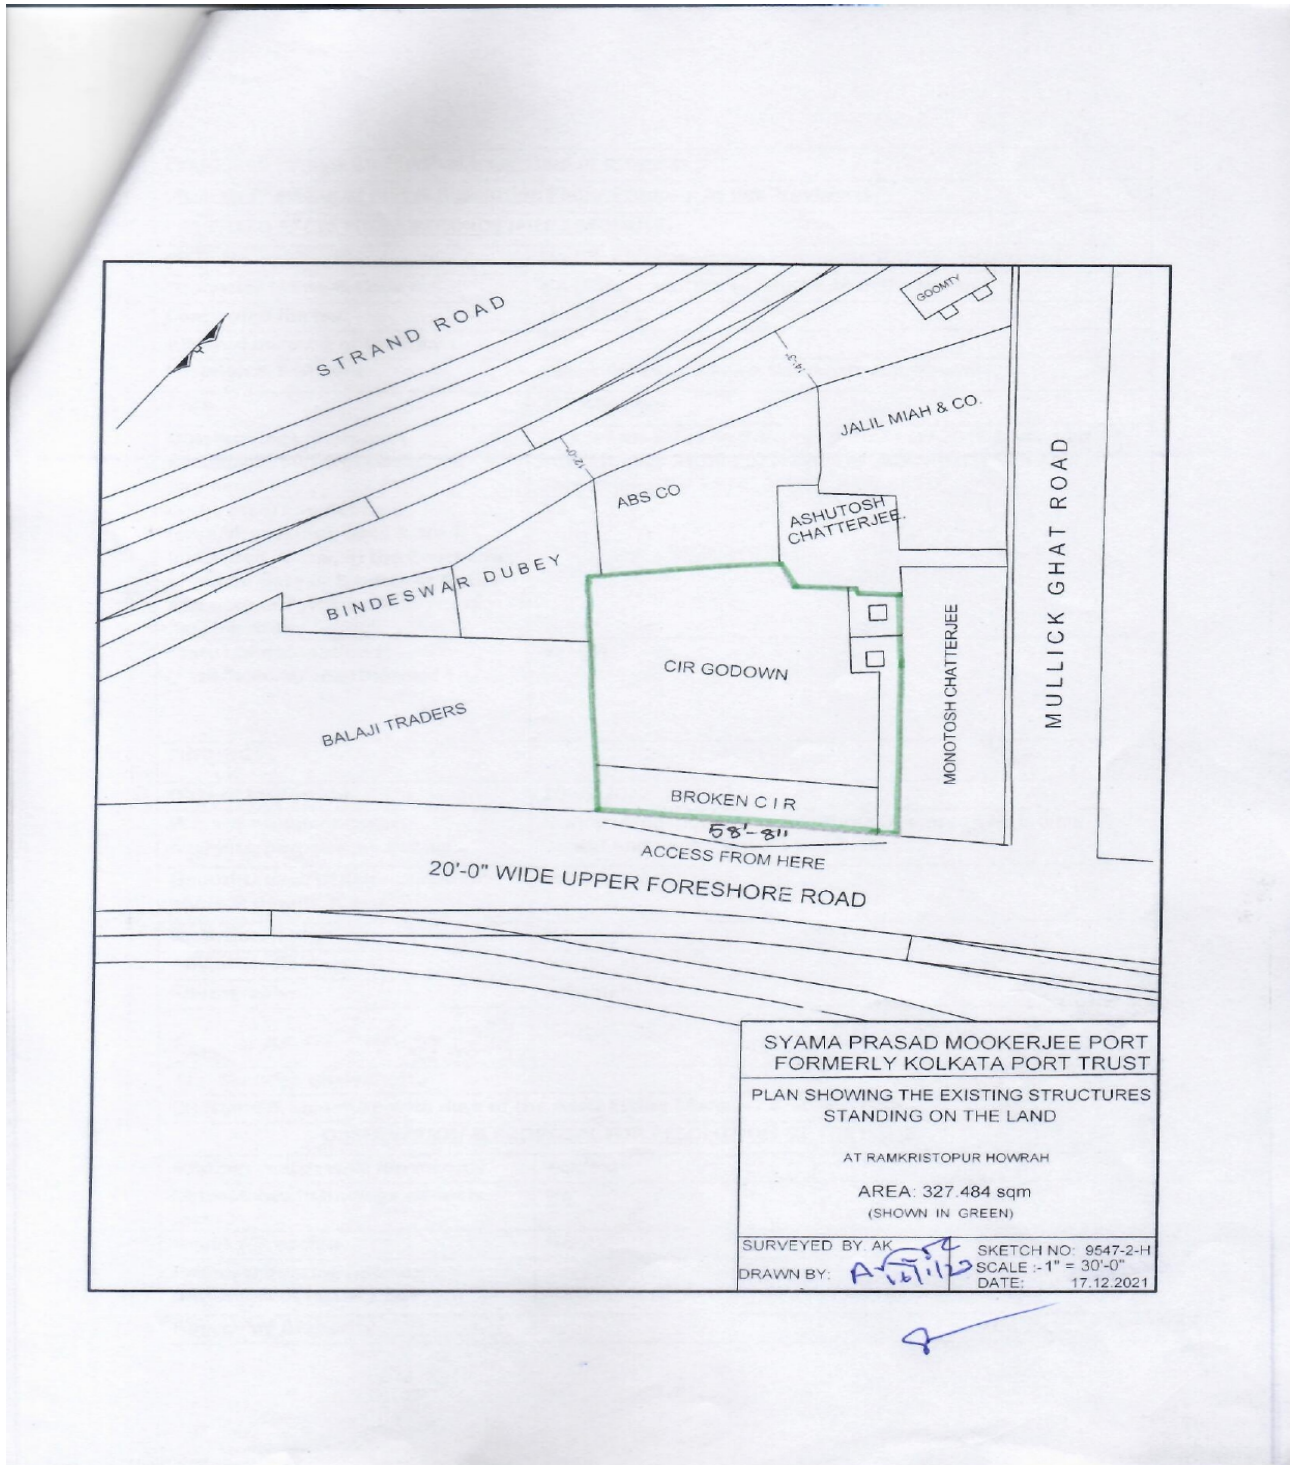 STRAND ROAD
GOOMTY
14'-3"
JALIL MIAH & CO.
12'-0"
ABS CO
ASHUTOSH
CHATTERJEE.
BINDESWAR DUBEY
MULLICK GHAT ROAD
CIR GODOWN
MONOTOSH CHATTERJEE
BALAJI TRADERS
BROKEN C I R
58'-8"
ACCESS FROM HERE
20'-0" WIDE UPPER FORESHORE ROAD
SYAMA PRASAD MOOKERJEE PORT
FORMERLY KOLKATA PORT TRUST
PLAN SHOWING THE EXISTING STRUCTURES
STANDING ON THE LAND
AT RAMKRISTOPUR HOWRAH
AREA: 327.484 sqm
(SHOWN IN GREEN)
SURVEYED BY. AK
DRAWN BY:
SKETCH NO: 9547-2-H
SCALE :- 1" = 30'-0"
DATE: 17.12.2021